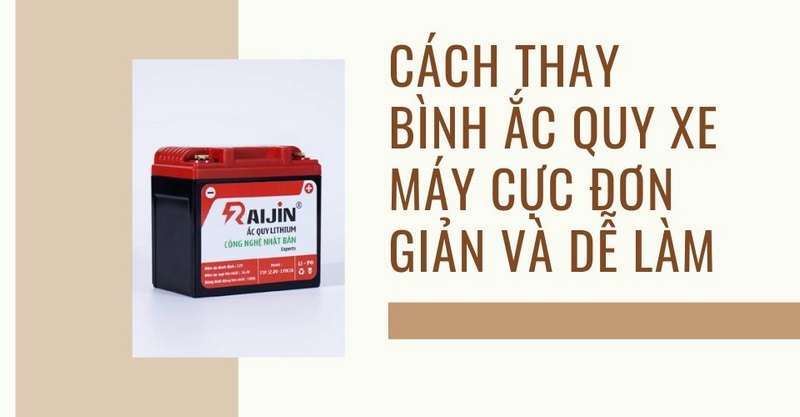 CÁCH THAY
BÌNH ẮC QUY XE
MÁY CỰC ĐƠN
GIẢN VÀ DỄ LÀM
RAIJIN®
ẮC QUY LITHIUM
CÔNG NGHỆ NHẬT BẢN
Experts